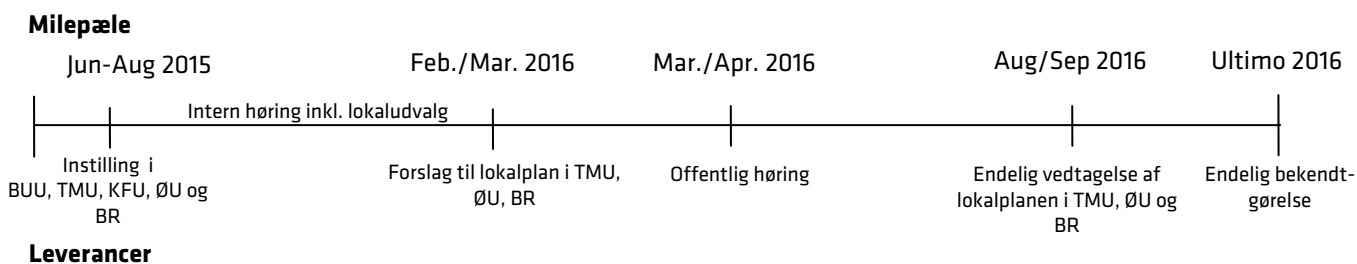 Milepæle
Jun-Aug 2015
Feb./Mar. 2016
Mar./Apr. 2016
Aug/Sep 2016
Ultimo 2016
Intern høring inkl. lokaludvalg
Instilling i
BUU, TMU, KFU, ØU og
BR
Forslag til lokalplan i TMU,
ØU, BR
Offentlig høring
Endelig vedtagelse af
lokalplanen i TMU, ØU og
BR
Endelig bekendt-
gørelse
Leverancer